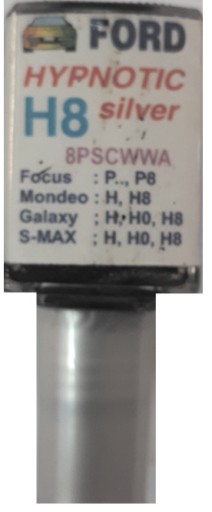 FORD
HYPNOTIC
H8 silver
8PSCWWA
Focus : P.., P8
Mondeo : H, H8
Galaxy : H, H0, H8
S-MAX : H, H0, H8